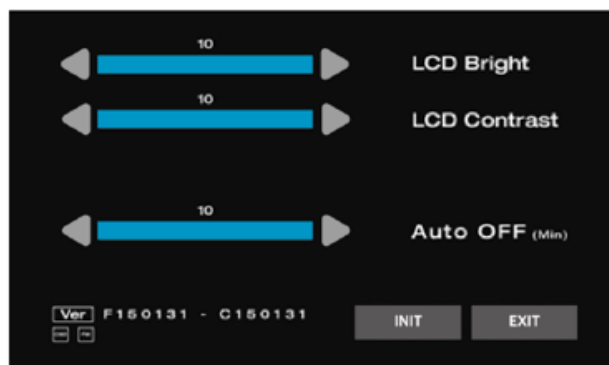 10
LCD Bright
10
LCD Contrast
10
Auto OFF (Min)
Ver F150131 - C150131
INIT EXIT